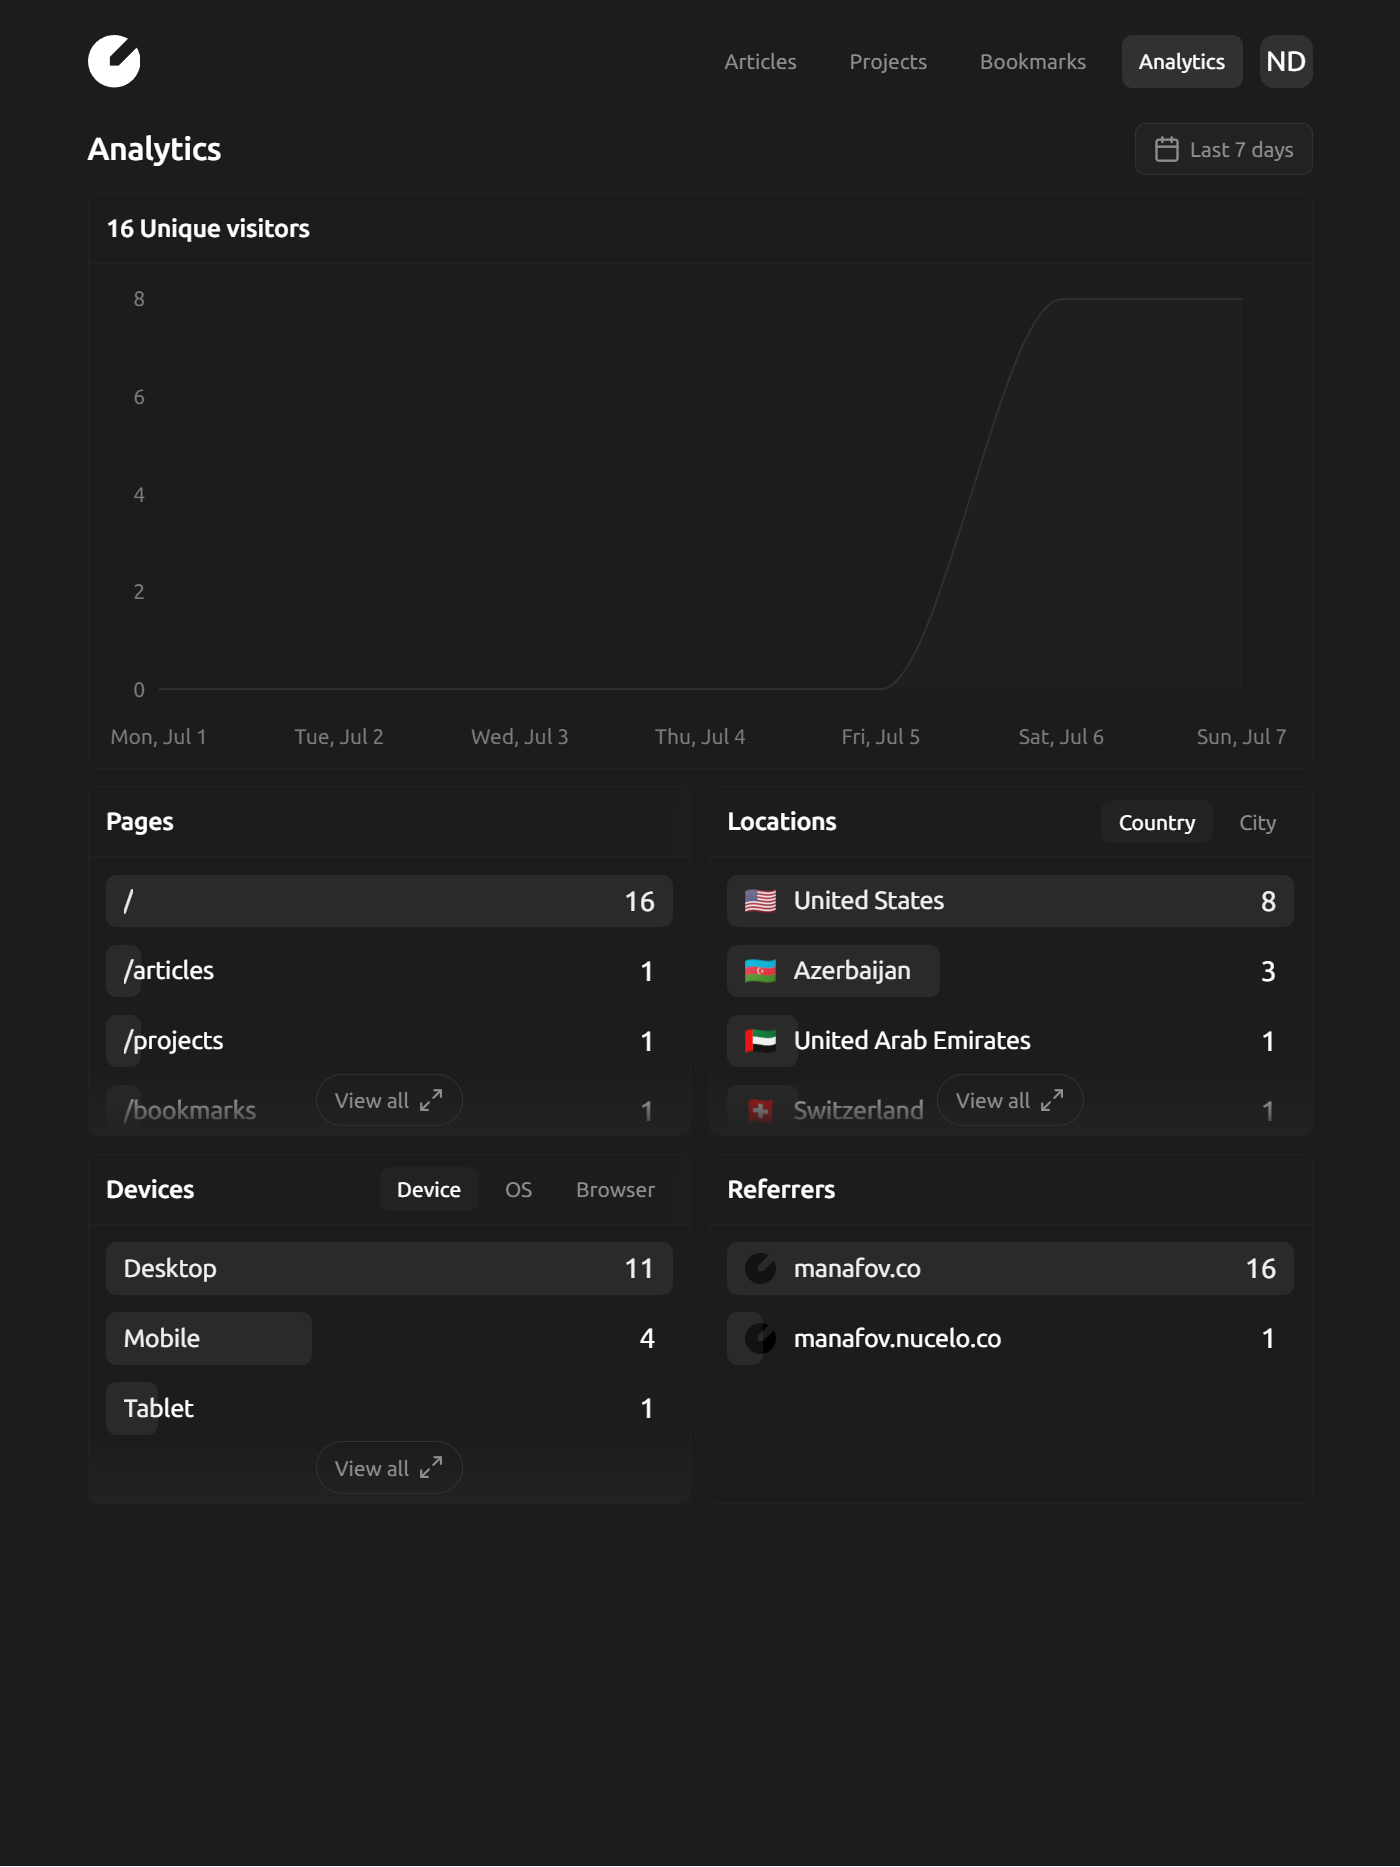 Articles Projects Bookmarks Analytics ND
Analytics
Last 7 days
16 Unique visitors
8
6
4
2
0
Mon, Jul 1 Tue, Jul 2 Wed, Jul 3 Thu, Jul 4 Fri, Jul 5 Sat, Jul 6 Sun, Jul 7
Pages
/ 16
/articles 1
/projects 1
/bookmarks 1
View all
Locations Country City
United States 8
Azerbaijan 3
United Arab Emirates 1
Switzerland 1
View all
Devices Device OS Browser
Desktop 11
Mobile 4
Tablet 1
View all
Referrers
manafov.co 16
manafov.nucelo.co 1